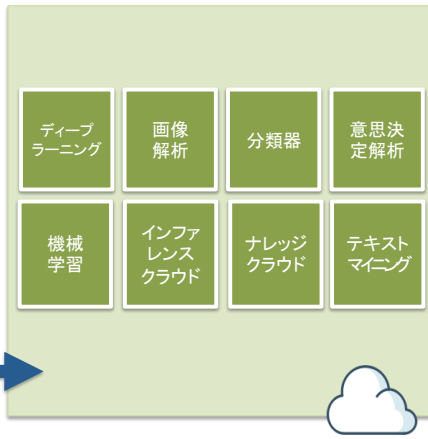 ディープ
ラーニング
画像
解析
分類器
意思決
定解析
機械
学習
インファ
レンス
クラウド
ナレッジ
クラウド
テキスト
マイニング